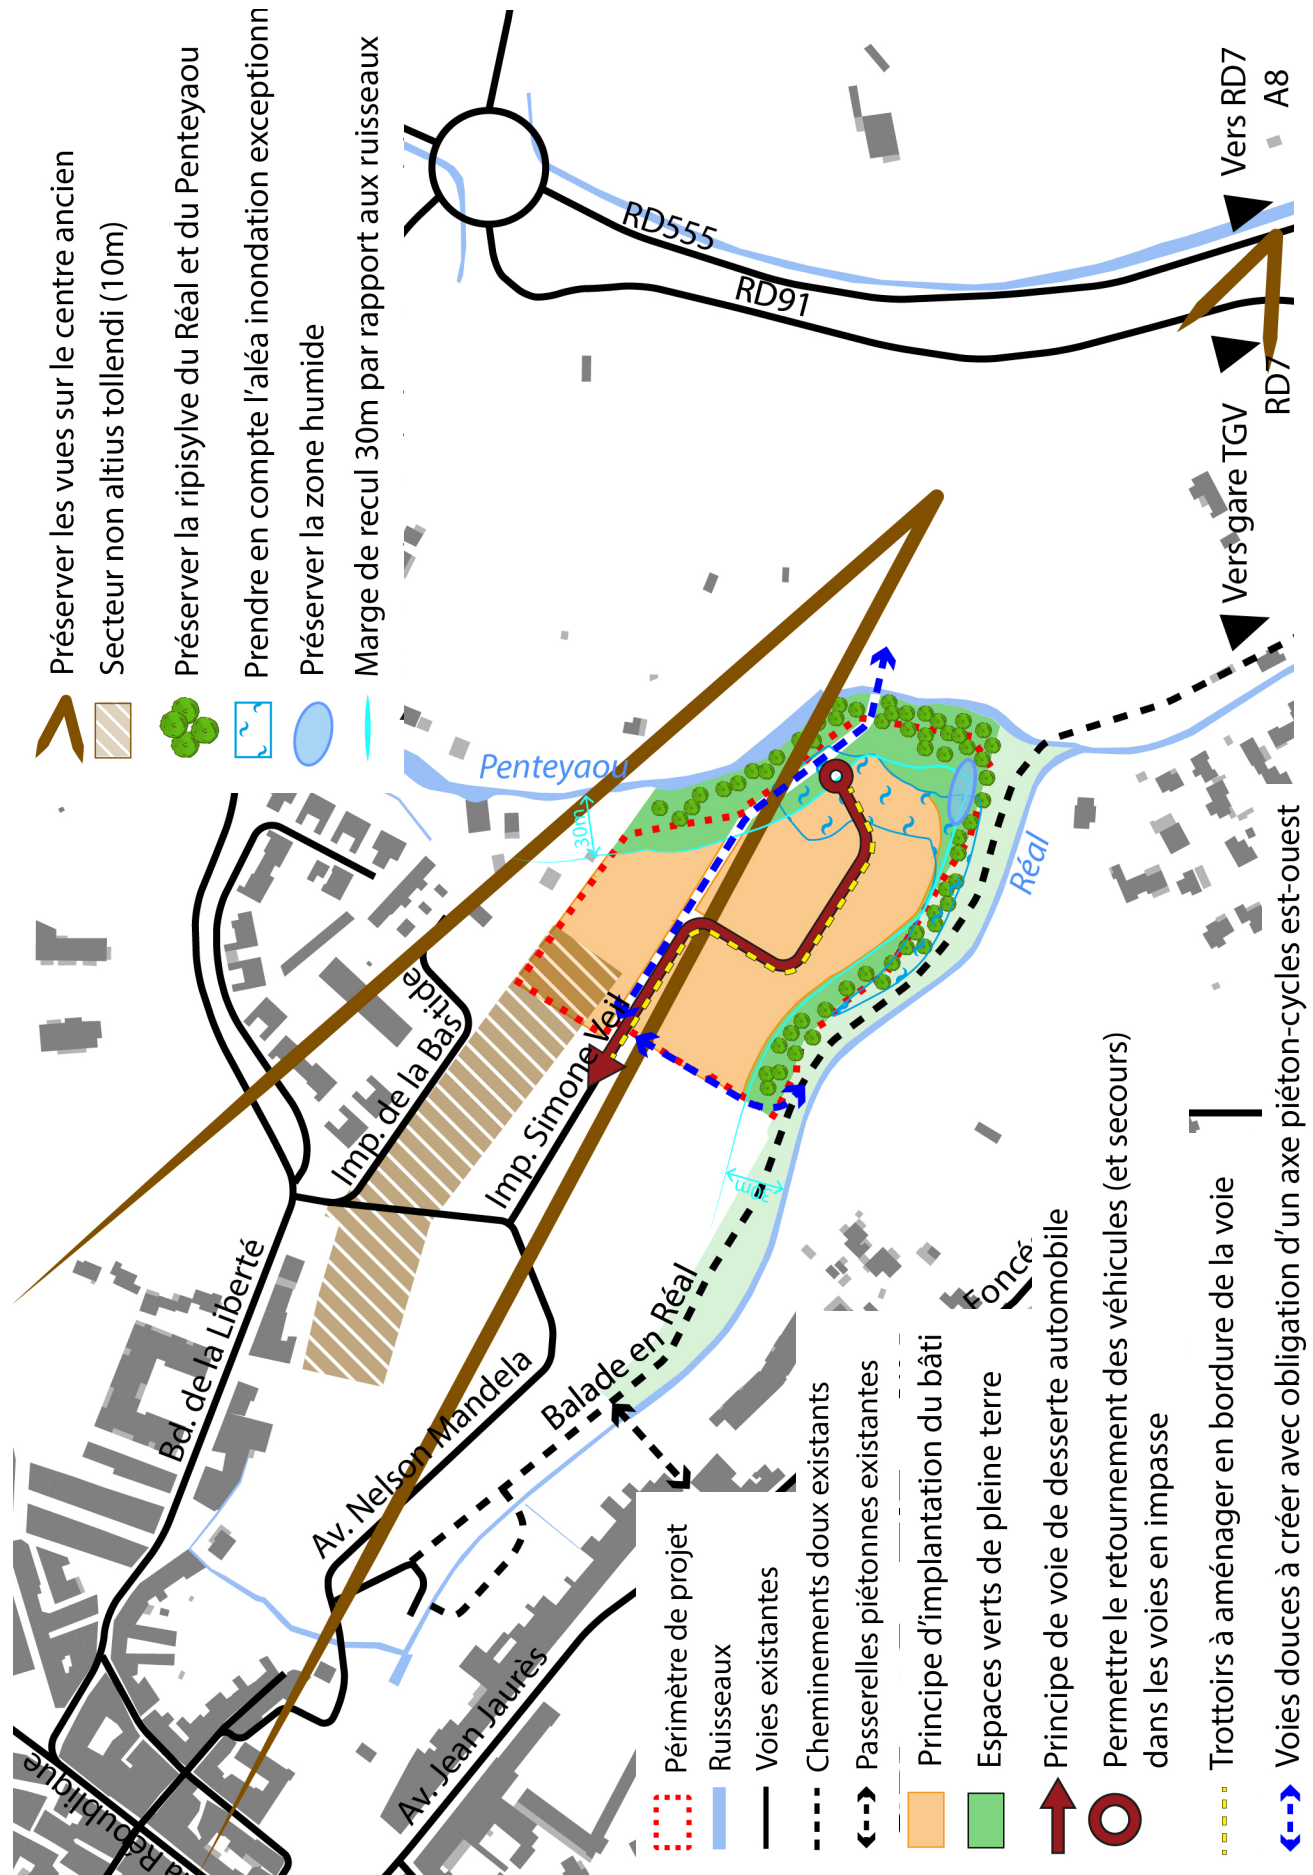 Préserver les vues sur le centre ancien
Secteur non altius tollendi (10m)
Préserver la ripisylve du Réal et du Penteyaou
Prendre en compte l'aléa inondation exceptionn
Préserver la zone humide
Marge de recul 30m par rapport aux ruisseaux
RD555
RD91
Vers RD7
A8
RD7
Vers gare TGV
Penteyaou
30m
Réal
Imp. de la Bastide
Imp. Simone Veil
30m
Bd. de la Liberté
Av. Nelson Mandela
Balade en Réal
Av. Jean Jaurès
la République
Foncé
Périmètre de projet
Ruisseaux
Voies existantes
Cheminements doux existants
Passerelles piétonnes existantes
Principe d'implantation du bâti
Espaces verts de pleine terre
Principe de voie de desserte automobile
Permettre le retournement des véhicules (et secours)
dans les voies en impasse
Trottoirs à aménager en bordure de la voie
Voies douces à créer avec obligation d'un axe piéton-cycles est-ouest